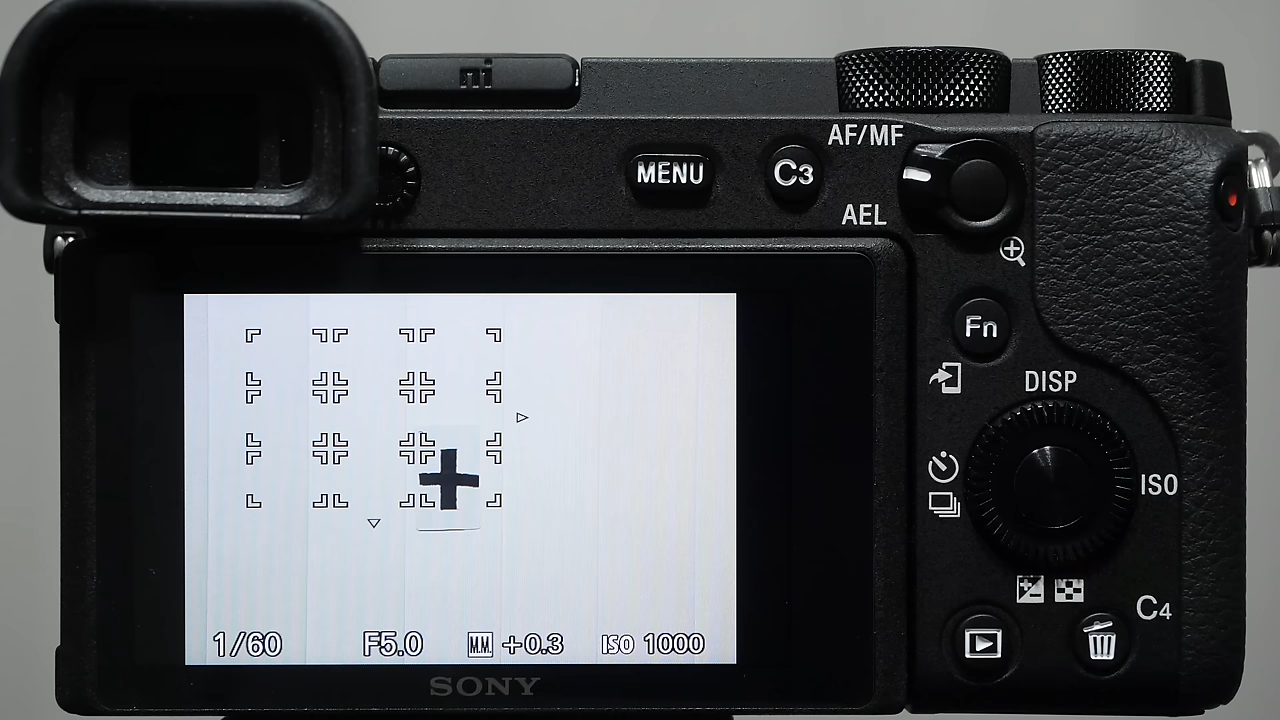 AF/MF
MENU
C3
AEL
Fn
DISP
ISO
1/60 F5.0 M.M. +0.3 ISO 1000
C4
SONY